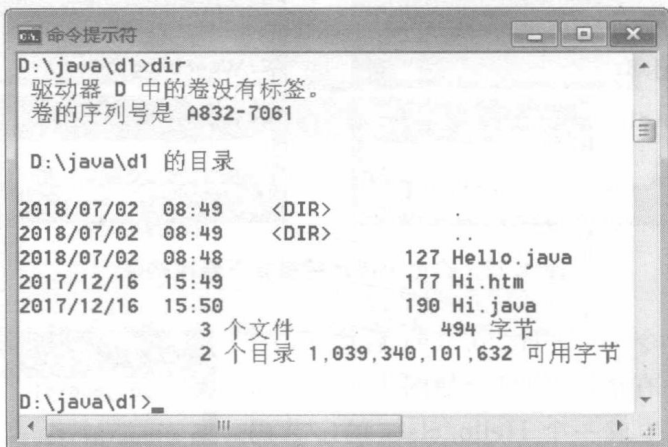 命令提示符
D:\java\d1>dir
驱动器 D 中的卷没有标签。
卷的序列号是 A832-7061
D:\java\d1 的目录
2018/07/02 08:49 <DIR> .
2018/07/02 08:49 <DIR> ..
2018/07/02 08:48 127 Hello.java
2017/12/16 15:49 177 Hi.htm
2017/12/16 15:50 190 Hi.java
3 个文件 494 字节
2 个目录 1,039,340,101,632 可用字节
D:\java\d1>_